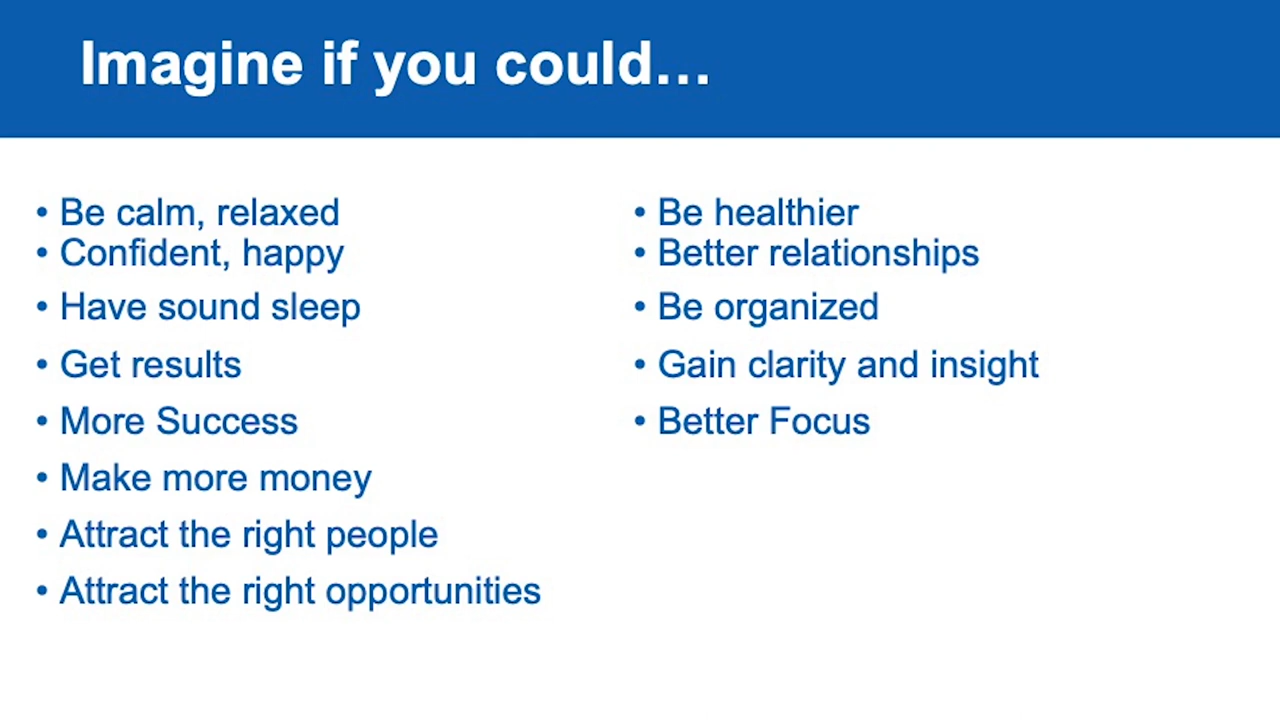 Imagine if you could…
• Be calm, relaxed
• Confident, happy
• Have sound sleep
• Get results
• More Success
• Make more money
• Attract the right people
• Attract the right opportunities
• Be healthier
• Better relationships
• Be organized
• Gain clarity and insight
• Better Focus